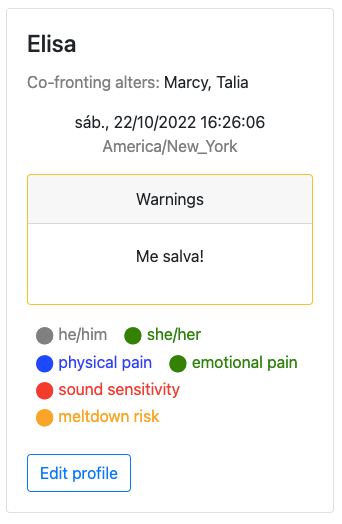 Elisa
Co-fronting alters: Marcy, Talia
sáb., 22/10/2022 16:26:06
America/New_York
Warnings
Me salva!
he/him she/her
physical pain emotional pain
sound sensitivity
meltdown risk
Edit profile